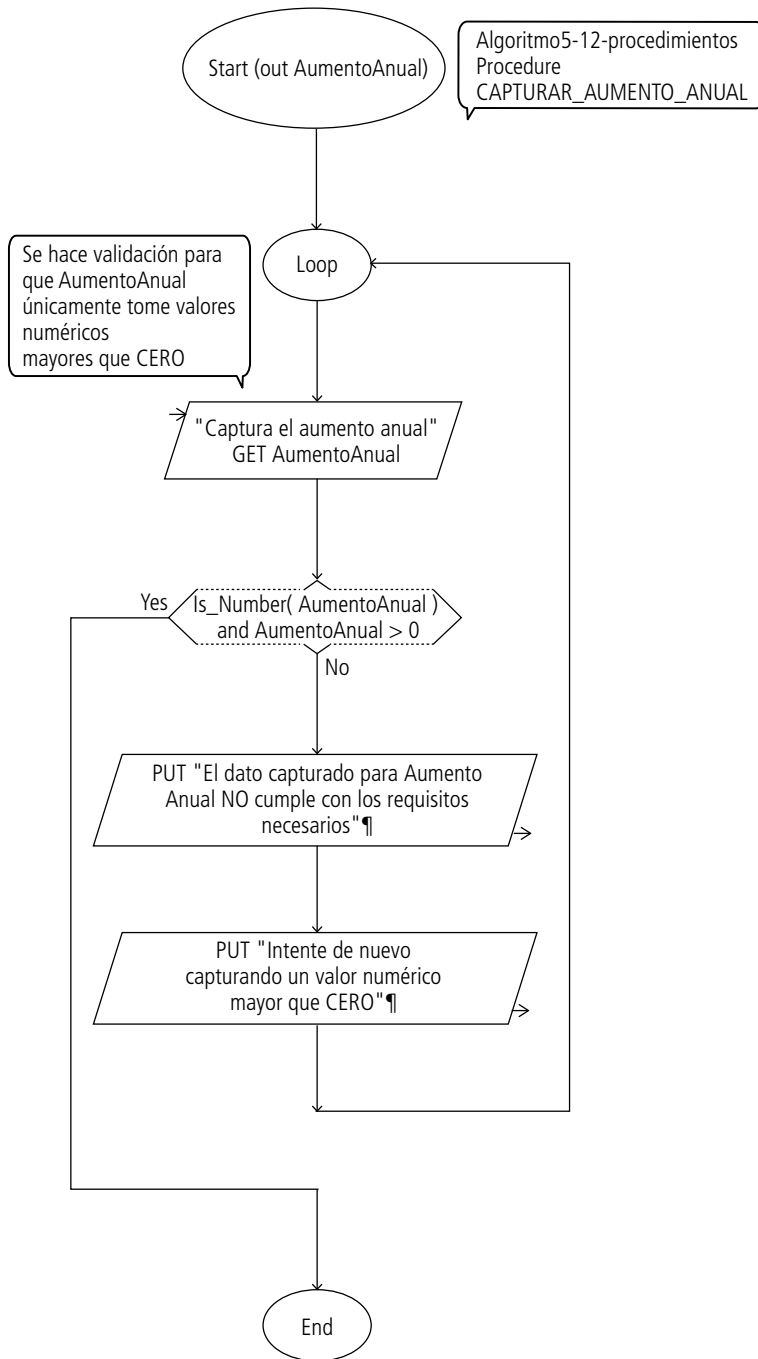 Start (out AumentoAnual)
Algoritmo5-12-procedimientos
Procedure
CAPTURAR_AUMENTO_ANUAL
Loop
Se hace validación para
que AumentoAnual
únicamente tome valores
numéricos
mayores que CERO
"Captura el aumento anual"
GET AumentoAnual
Yes
Is_Number( AumentoAnual )
and AumentoAnual > 0
No
PUT "El dato capturado para Aumento
Anual NO cumple con los requisitos
necesarios"¶
PUT "Intente de nuevo
capturando un valor numérico
mayor que CERO"¶
End